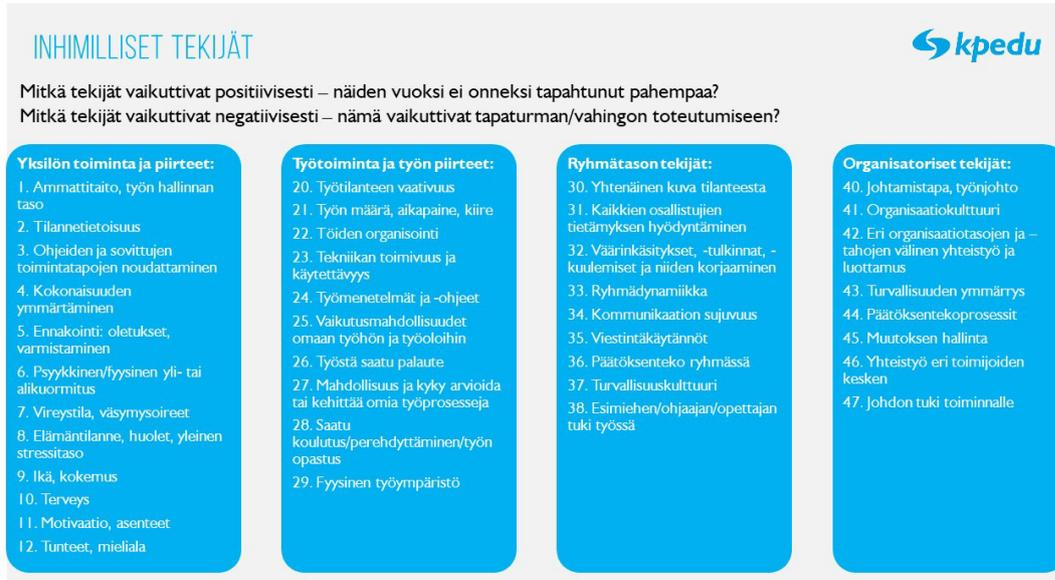 INHIMILLISET TEKIJÄT
kpedu
Mitkä tekijät vaikuttivat positiivisesti – näiden vuoksi ei onneksi tapahtunut pahempaa?
Mitkä tekijät vaikuttivat negatiivisesti – nämä vaikuttivat tapaturman/vahingon toteutumiseen?
Yksilön toiminta ja piirteet:
1. Ammattitaito, työn hallinnan
taso
2. Tilannetietoisuus
3. Ohjeiden ja sovittujen
toimintatapojen noudattaminen
4. Kokonaisuuden
ymmärtäminen
5. Ennakointi: oletukset,
varmistaminen
6. Psyykkinen/fyysinen yli- tai
alikuormitus
7. Vireystila, väsymysoireet
8. Elämäntilanne, huolet, yleinen
stressitaso
9. Ikä, kokemus
10. Terveys
11. Motivaatio, asenteet
12. Tunteet, mieliala
Työtoiminta ja työn piirteet:
20. Työtilanteen vaativuus
21. Työn määrä, aikapaine, kiire
22. Töiden organisointi
23. Tekniikan toimivuus ja
käytettävyys
24. Työmenetelmät ja -ohjeet
25. Vaikutusmahdollisuudet
omaan työhön ja työoloihin
26. Työstä saatu palaute
27. Mahdollisuus ja kyky arvioida
tai kehittää omia työprosesseja
28. Saatu
koulutus/perehdyttäminen/työn
opastus
29. Fyysinen työympäristö
Ryhmätason tekijät:
30. Yhtenäinen kuva tilanteesta
31. Kaikkien osallistujien
tietämyksen hyödyntäminen
32. Väärinkäsitykset, -tulkinnat, -
kuulemiset ja niiden korjaaminen
33. Ryhmädynamiikka
34. Kommunikaation sujuvuus
35. Viestintäkäytännöt
36. Päätöksenteko ryhmässä
37. Turvallisuuskulttuuri
38. Esimiehen/ohjaajan/opettajan
tuki työssä
Organisatoriset tekijät:
40. Johtamistapa, työnjohto
41. Organisaatiokulttuuri
42. Eri organisaatiotasojen ja –
tahojen välinen yhteistyö ja
luottamus
43. Turvallisuuden ymmärrys
44. Päätöksentekoprosessit
45. Muutoksen hallinta
46. Yhteistyö eri toimijoiden
kesken
47. Johdon tuki toiminnalle